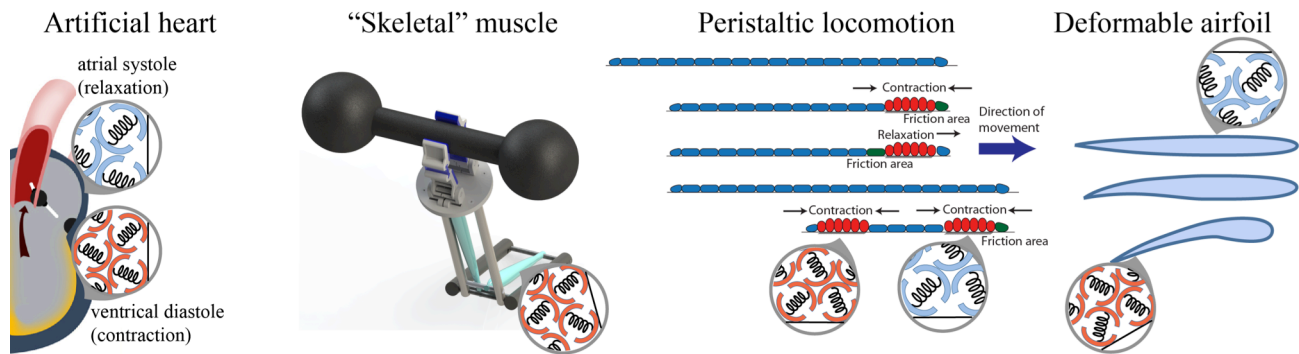 Artificial heart
atrial systole
(relaxation)
ventrical diastole
(contraction)
“Skeletal” muscle
Peristaltic locomotion
Contraction
Friction area
Relaxation
Friction area
Direction of
movement
Contraction
Contraction
Friction area
Deformable airfoil